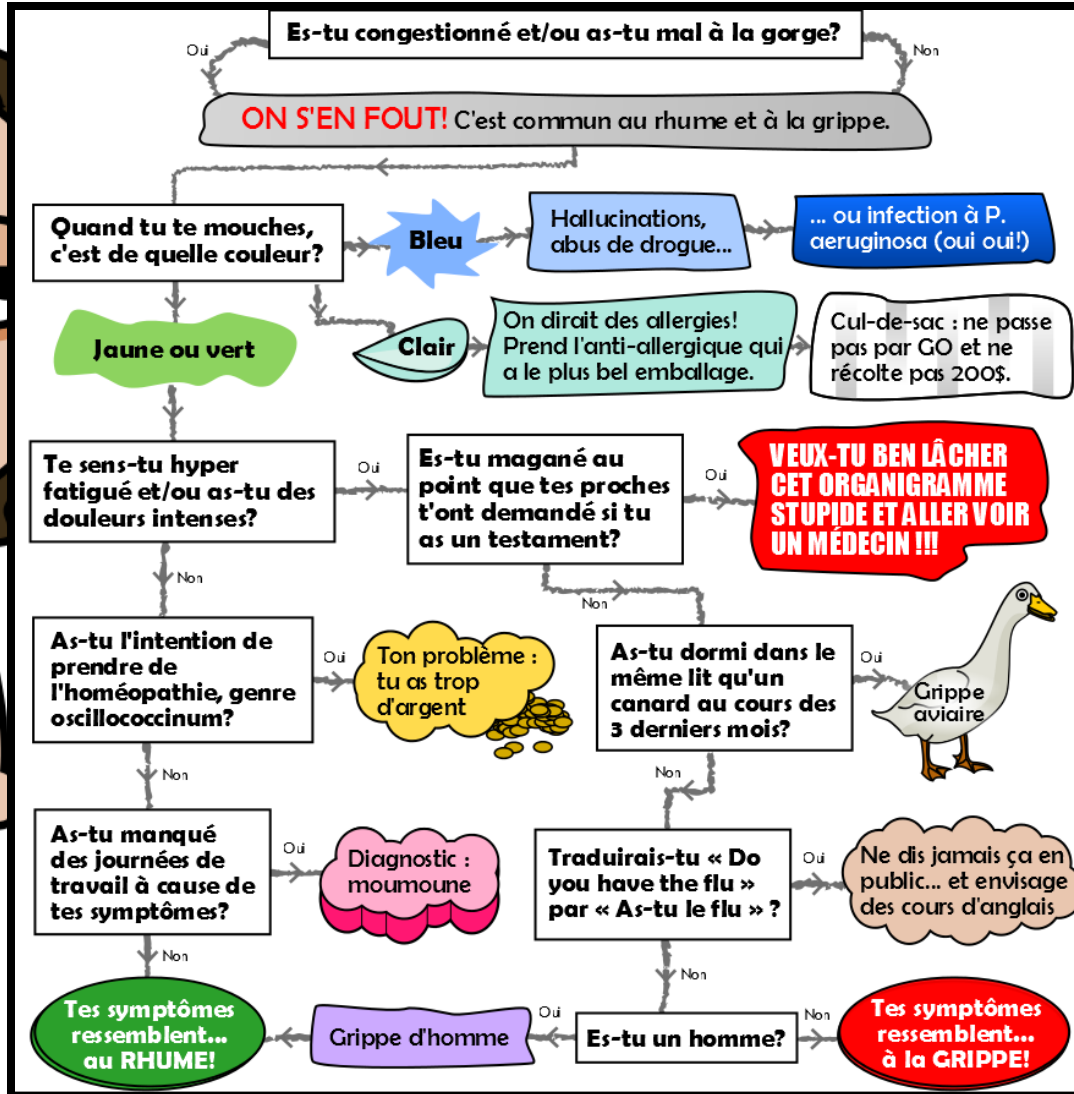 Es-tu congestionné et/ou as-tu mal à la gorge?
Oui
Non
ON S'EN FOUT! C'est commun au rhume et à la grippe.
Quand tu te mouches,
c'est de quelle couleur?
Bleu
Hallucinations,
abus de drogue...
... ou infection à P.
aeruginosa (oui oui!)
Jaune ou vert
Clair
On dirait des allergies!
Prend l'anti-allergique qui
a le plus bel emballage.
Cul-de-sac : ne passe
pas par GO et ne
récolte pas 200$.
Te sens-tu hyper
fatigué et/ou as-tu des
douleurs intenses?
Oui
Es-tu magané au
point que tes proches
t'ont demandé si tu
as un testament?
Oui
VEUX-TU BEN LÂCHER
CET ORGANIGRAMME
STUPIDE ET ALLER VOIR
UN MÉDECIN !!!
Non
Non
As-tu l'intention de
prendre de
l'homéopathie, genre
oscillococcinum?
Oui
Ton problème :
tu as trop
d'argent
As-tu dormi dans le
même lit qu'un
canard au cours des
3 derniers mois?
Oui
Grippe
aviaire
Non
Non
As-tu manqué
des journées de
travail à cause de
tes symptômes?
Oui
Diagnostic :
moumoune
Traduirais-tu « Do
you have the flu »
par « As-tu le flu » ?
Oui
Ne dis jamais ça en
public... et envisage
des cours d'anglais
Non
Non
Tes symptômes
ressemblent...
au RHUME!
Grippe d'homme
Oui
Es-tu un homme?
Non
Tes symptômes
ressemblent...
à la GRIPPE!